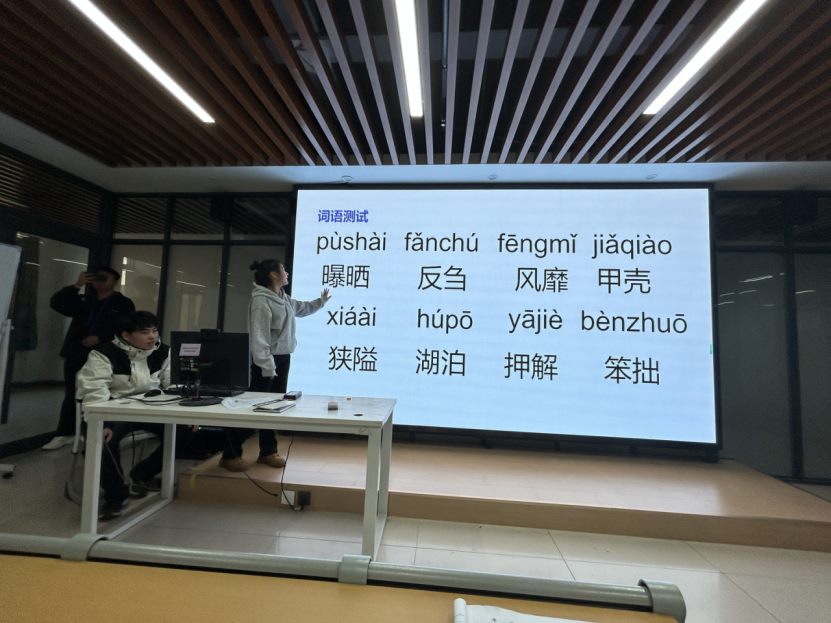 词语测试
pùshài fǎnchú fēngmǐ jiǎqiào
曝晒 反刍 风靡 甲壳
xiáài húpō yājiè bènzhuō
狭隘 湖泊 押解 笨拙